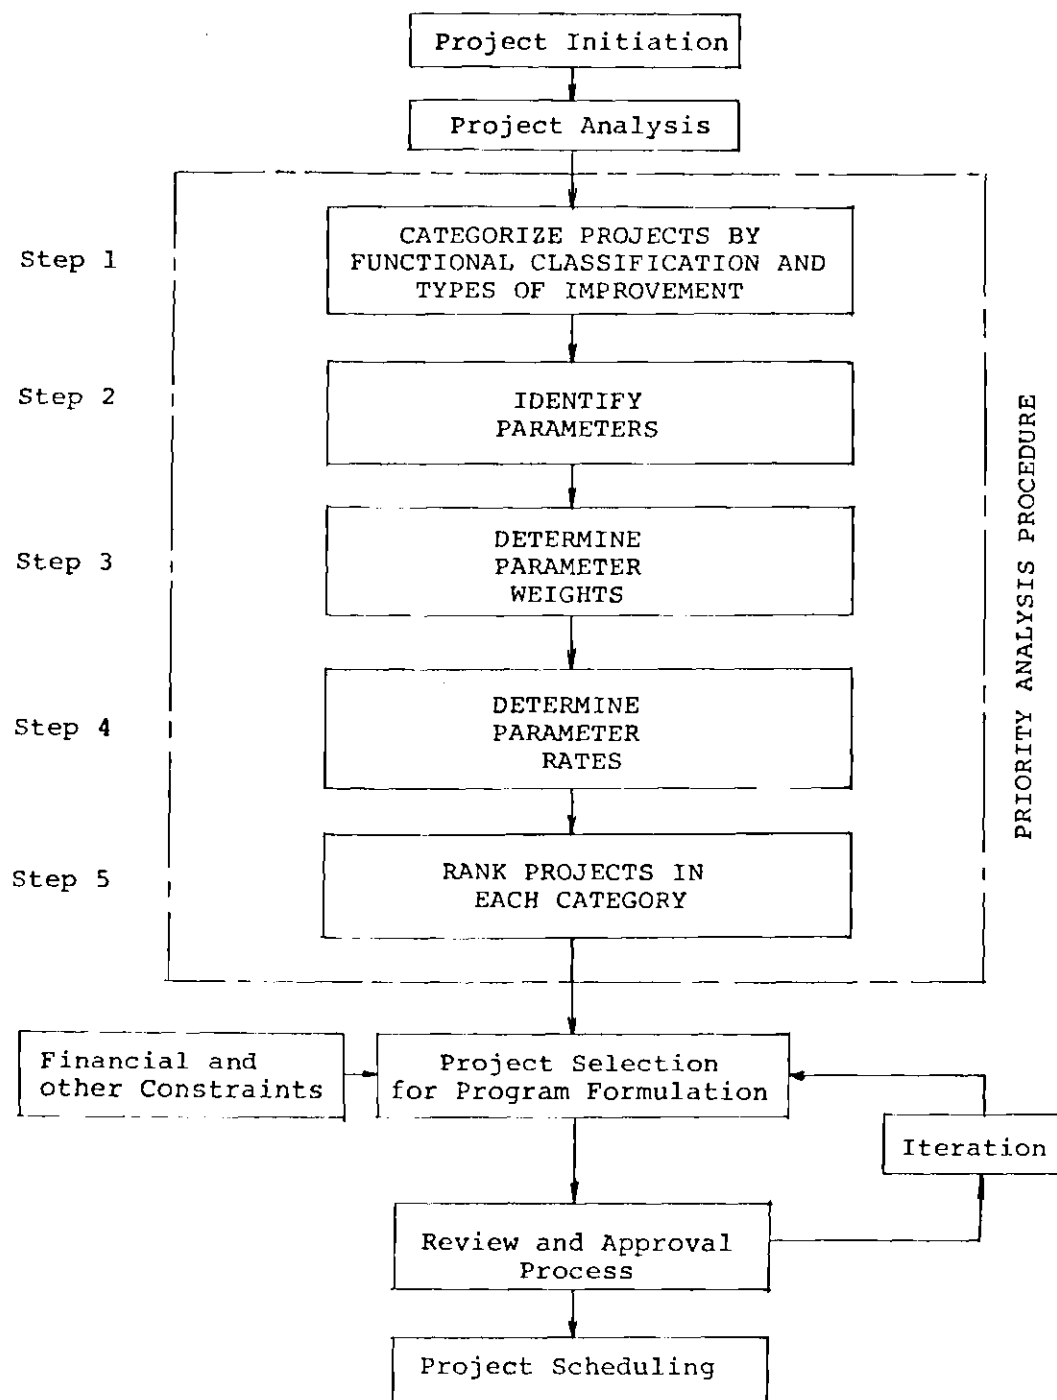 Project Initiation
Project Analysis
Step 1
CATEGORIZE PROJECTS BY
FUNCTIONAL CLASSIFICATION AND
TYPES OF IMPROVEMENT
Step 2
IDENTIFY
PARAMETERS
Step 3
DETERMINE
PARAMETER
WEIGHTS
Step 4
DETERMINE
PARAMETER
RATES
Step 5
RANK PROJECTS IN
EACH CATEGORY
PRIORITY ANALYSIS PROCEDURE
Financial and
other Constraints
Project Selection
for Program Formulation
Iteration
Review and Approval
Process
Project Scheduling